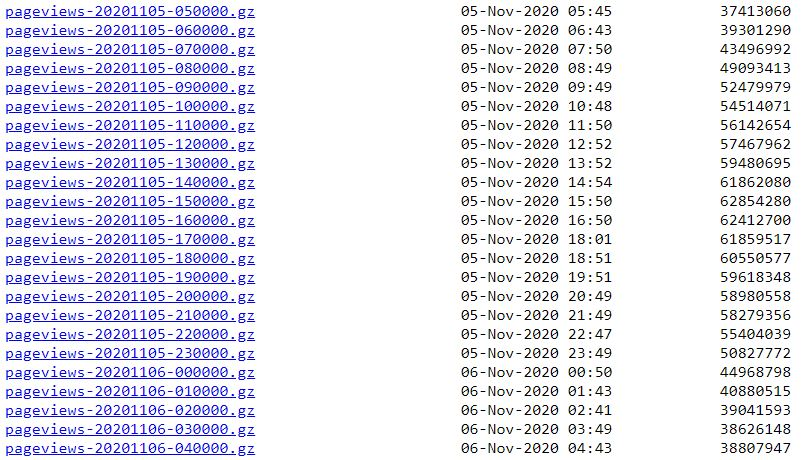 pageviews-20201105-050000.gz 05-Nov-2020 05:45 37413060
pageviews-20201105-060000.gz 05-Nov-2020 06:43 39301290
pageviews-20201105-070000.gz 05-Nov-2020 07:50 43496992
pageviews-20201105-080000.gz 05-Nov-2020 08:49 49093413
pageviews-20201105-090000.gz 05-Nov-2020 09:49 52479979
pageviews-20201105-100000.gz 05-Nov-2020 10:48 54514071
pageviews-20201105-110000.gz 05-Nov-2020 11:50 56142654
pageviews-20201105-120000.gz 05-Nov-2020 12:52 57467962
pageviews-20201105-130000.gz 05-Nov-2020 13:52 59480695
pageviews-20201105-140000.gz 05-Nov-2020 14:54 61862080
pageviews-20201105-150000.gz 05-Nov-2020 15:50 62854280
pageviews-20201105-160000.gz 05-Nov-2020 16:50 62412700
pageviews-20201105-170000.gz 05-Nov-2020 18:01 61859517
pageviews-20201105-180000.gz 05-Nov-2020 18:51 60550577
pageviews-20201105-190000.gz 05-Nov-2020 19:51 59618348
pageviews-20201105-200000.gz 05-Nov-2020 20:49 58980558
pageviews-20201105-210000.gz 05-Nov-2020 21:49 58279356
pageviews-20201105-220000.gz 05-Nov-2020 22:47 55404039
pageviews-20201105-230000.gz 05-Nov-2020 23:49 50827772
pageviews-20201106-000000.gz 06-Nov-2020 00:50 44968798
pageviews-20201106-010000.gz 06-Nov-2020 01:43 40880515
pageviews-20201106-020000.gz 06-Nov-2020 02:41 39041593
pageviews-20201106-030000.gz 06-Nov-2020 03:49 38626148
pageviews-20201106-040000.gz 06-Nov-2020 04:43 38807947